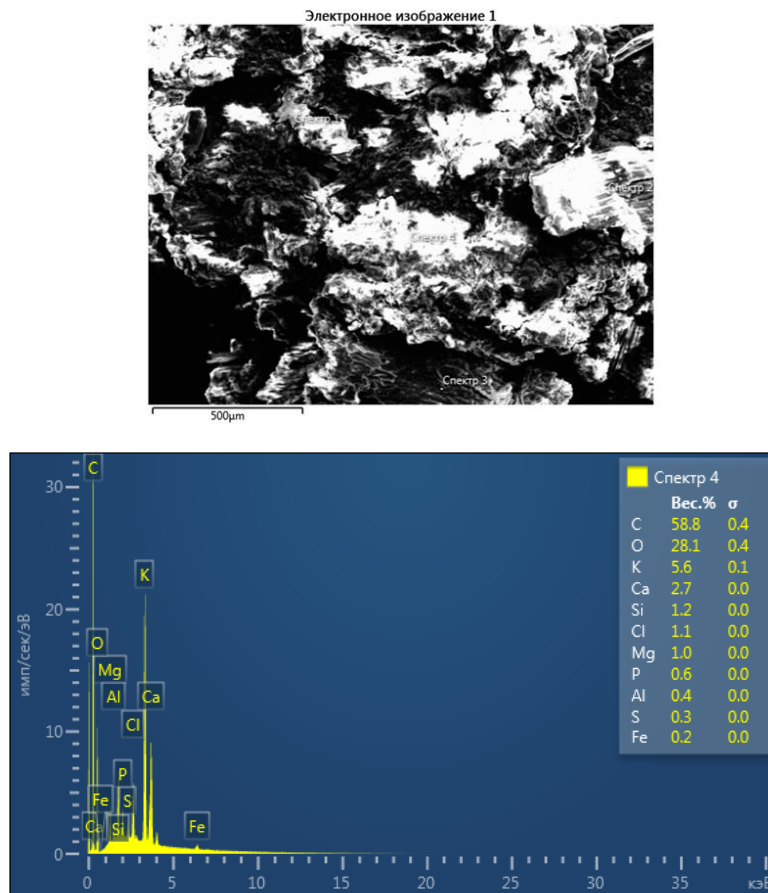 Электронное изображение 1
Спектр 1
Спектр 2
Спектр 4
Спектр 3
500μm
C
Спектр 4
Вес.% σ
C 58.8 0.4
O 28.1 0.4
K 5.6 0.1
Ca 2.7 0.0
Si 1.2 0.0
Cl 1.1 0.0
Mg 1.0 0.0
P 0.6 0.0
Al 0.4 0.0
S 0.3 0.0
Fe 0.2 0.0
30
K
20
O
Mg
Al
Ca
Cl
имп/сек/эВ
10
P
Fe
S
Ca
Si
Fe
0
0 5 10 15 20 25 30 35 кэВ